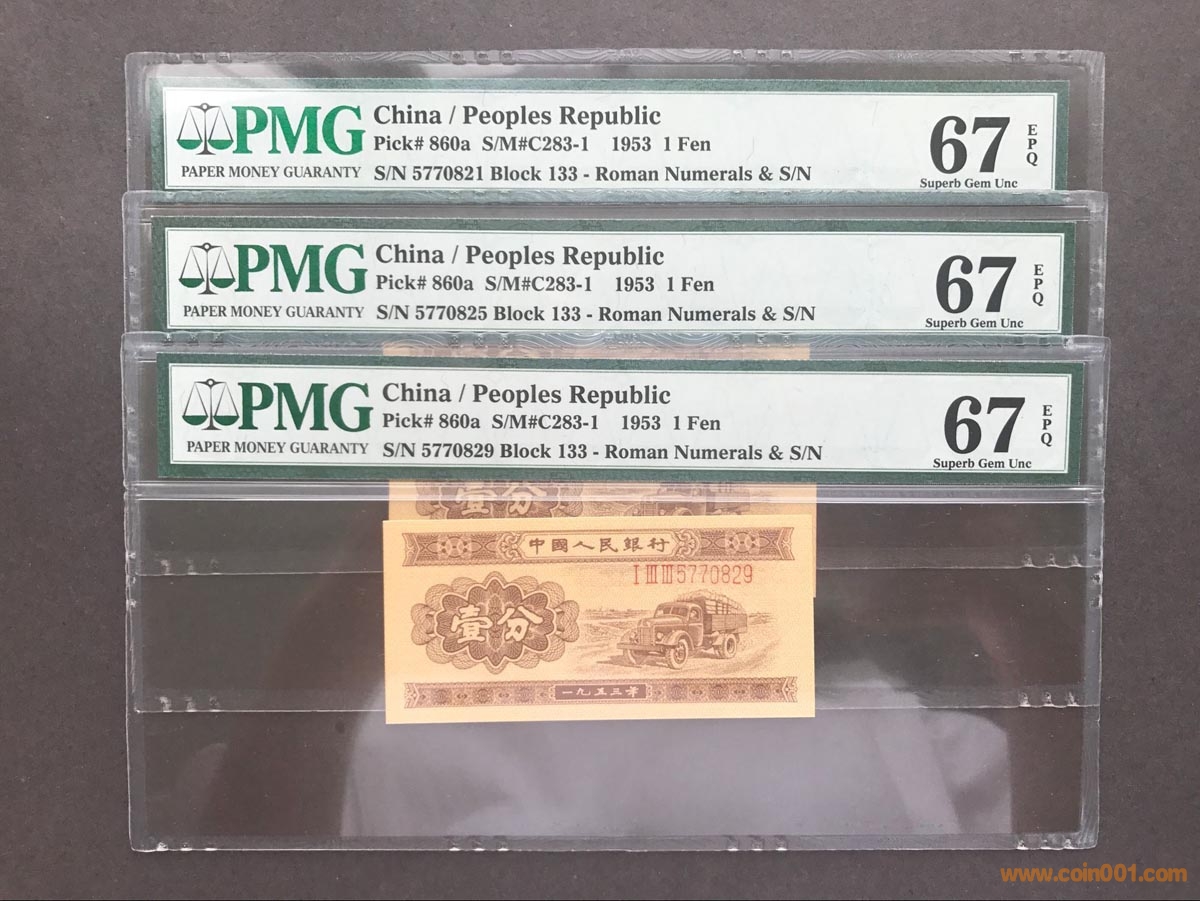 PMG
PAPER MONEY GUARANTY
China / Peoples Republic
Pick# 860a S/M#C283-1 1953 1 Fen
S/N 5770821 Block 133 - Roman Numerals & S/N
67
EPQ
Superb Gem Unc
PMG
PAPER MONEY GUARANTY
China / Peoples Republic
Pick# 860a S/M#C283-1 1953 1 Fen
S/N 5770825 Block 133 - Roman Numerals & S/N
67
EPQ
Superb Gem Unc
PMG
PAPER MONEY GUARANTY
China / Peoples Republic
Pick# 860a S/M#C283-1 1953 1 Fen
S/N 5770829 Block 133 - Roman Numerals & S/N
67
EPQ
Superb Gem Unc
壹分
中國人民銀行
I III III 5770829
壹分
一九五三年
www.coin001.com